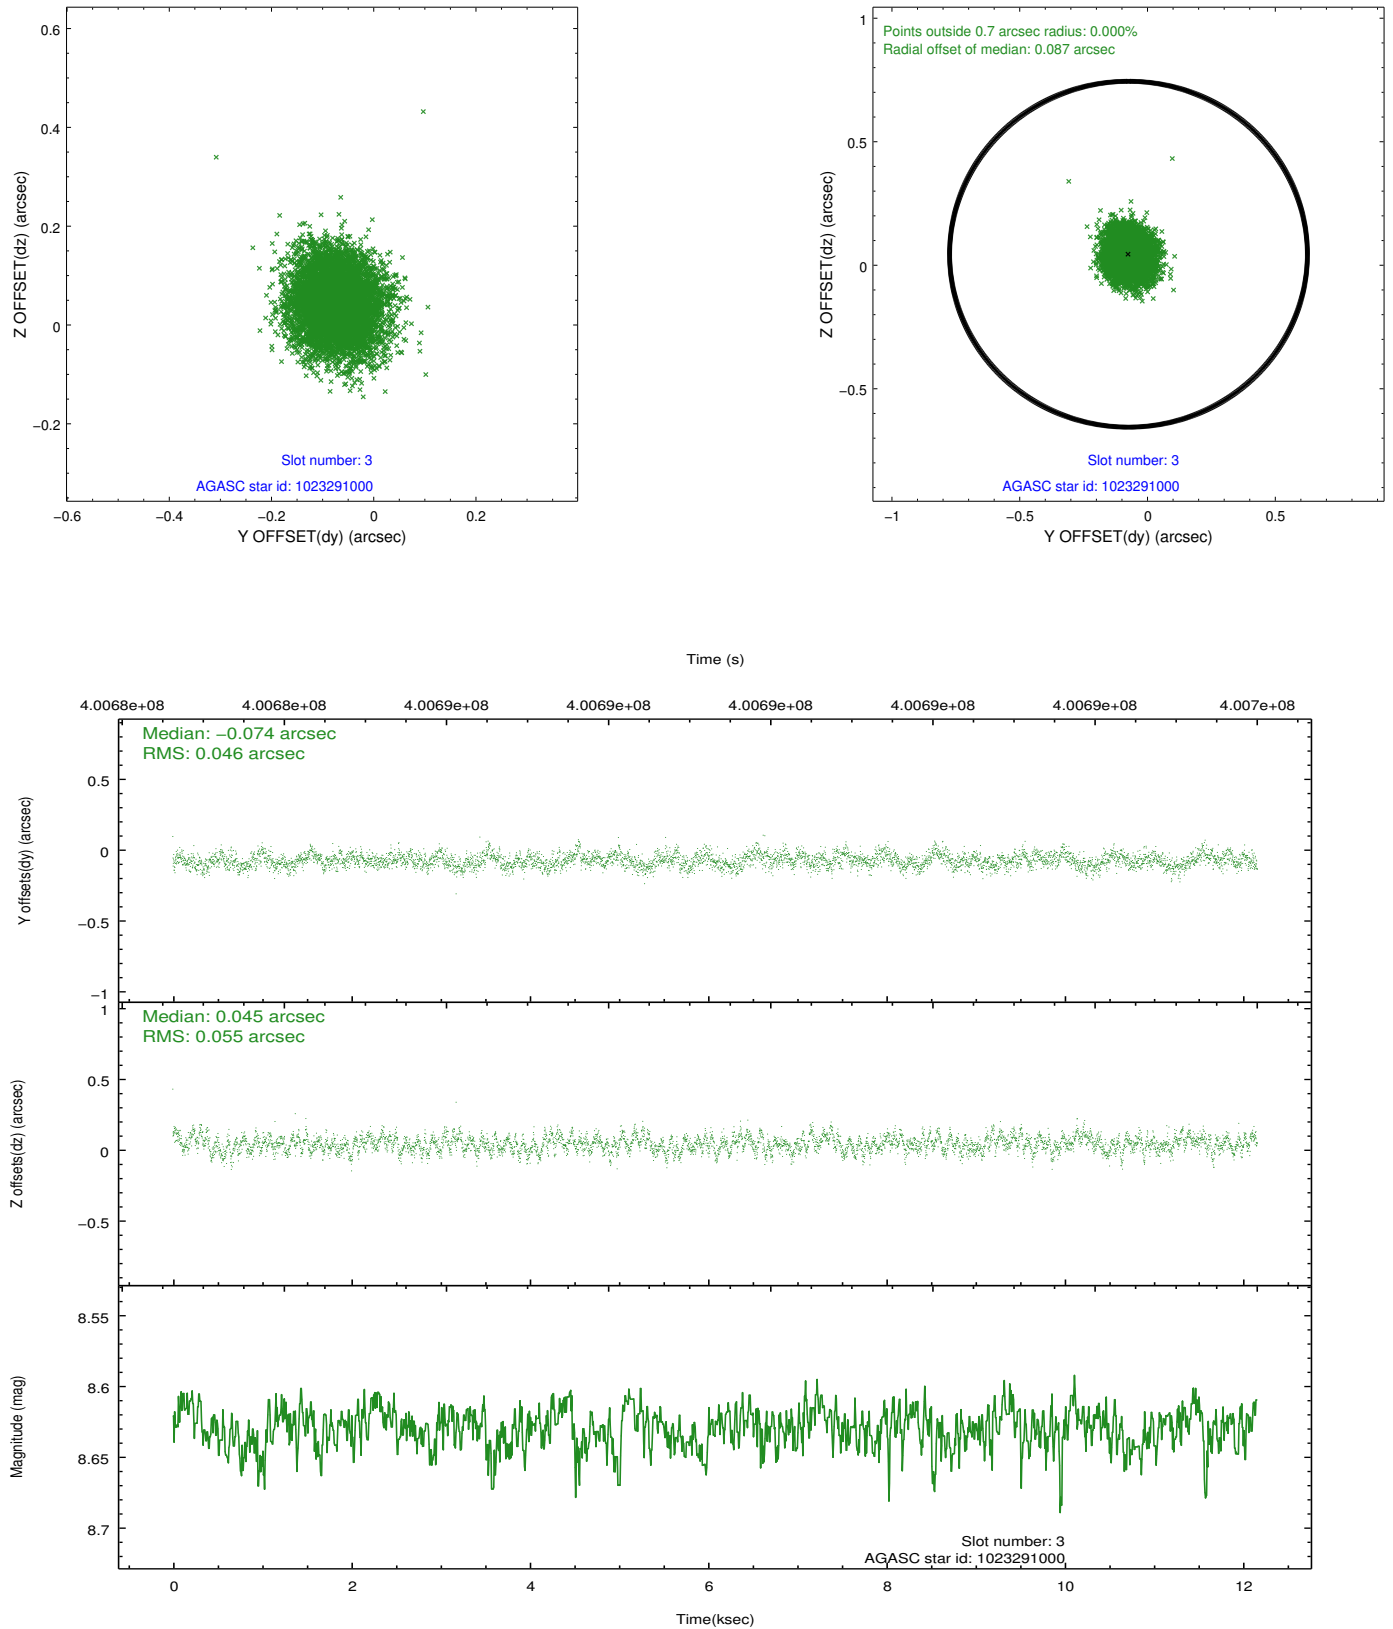 0.6
0.4
0.2
0
−0.2
Z OFFSET(dz) (arcsec)
Slot number: 3
AGASC star id: 1023291000
−0.6 −0.4 −0.2 0 0.2
Y OFFSET(dy) (arcsec)
Points outside 0.7 arcsec radius: 0.000%
Radial offset of median: 0.087 arcsec
1
0.5
0
−0.5
Z OFFSET(dz) (arcsec)
Slot number: 3
AGASC star id: 1023291000
−1 −0.5 0 0.5
Y OFFSET(dy) (arcsec)
Time (s)
4.0068e+08 4.0068e+08 4.0069e+08 4.0069e+08 4.0069e+08 4.0069e+08 4.0069e+08 4.007e+08
Median: −0.074 arcsec
RMS: 0.046 arcsec
0.5
0
−0.5
−1
Y offsets(dy) (arcsec)
Median: 0.045 arcsec
RMS: 0.055 arcsec
1
0.5
0
−0.5
Z offsets(dz) (arcsec)
8.55
8.6
8.65
8.7
Magnitude (mag)
Slot number: 3
AGASC star id: 1023291000
0 2 4 6 8 10 12
Time(ksec)